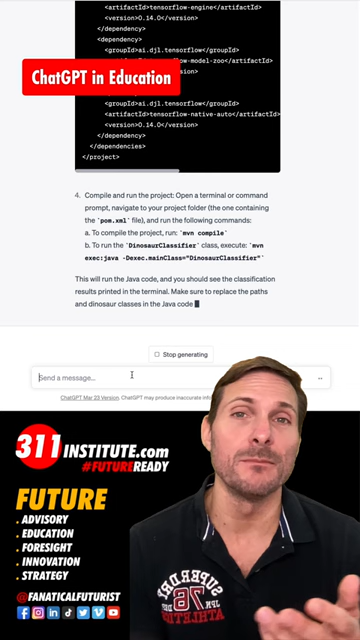 <artifactId>tensorflow-engine</artifactId>
<version>0.14.0</version>
</dependency>
<dependency>
<groupId>ai.djl.tensorflow</groupId>
ChatGPT in Education
flow-model-zoo</artifactId>
<groupId>ai.djl.tensorflow</groupId>
<artifactId>tensorflow-native-auto</artifactId>
<version>0.14.0</version>
</dependency>
</dependencies>
</project>
4. Compile and run the project: Open a terminal or command
prompt, navigate to your project folder (the one containing
the `pom.xml` file), and run the following commands:
a. To compile the project, run: `mvn compile`
b. To run the `DinosaurClassifier` class, execute: `mvn
exec:java -Dexec.mainClass="DinosaurClassifier"`
This will run the Java code, and you should see the classification
results printed in the terminal. Make sure to replace the paths
and dinosaur classes in the Java code
Stop generating
Send a message...
ChatGPT Mar 23 Version. ChatGPT may produce inaccurate
311INSTITUTE.com
#FUTUREREADY
FUTURE
. ADVISORY
. EDUCATION
. FORESIGHT
. INNOVATION
. STRATEGY
@FANATICALFUTURIST
SUPERDRY
76
ATHLETICS